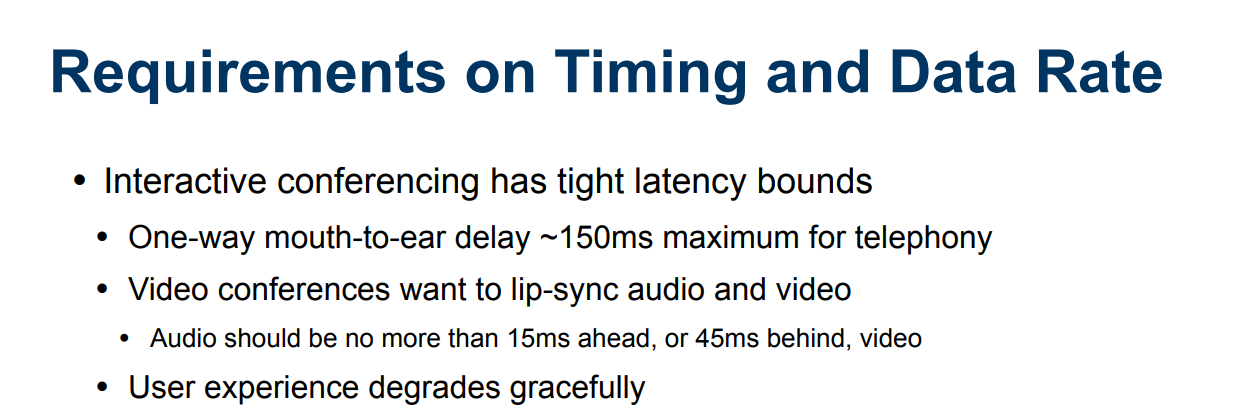 Requirements on Timing and Data Rate
• Interactive conferencing has tight latency bounds
• One-way mouth-to-ear delay ~150ms maximum for telephony
• Video conferences want to lip-sync audio and video
• Audio should be no more than 15ms ahead, or 45ms behind, video
• User experience degrades gracefully